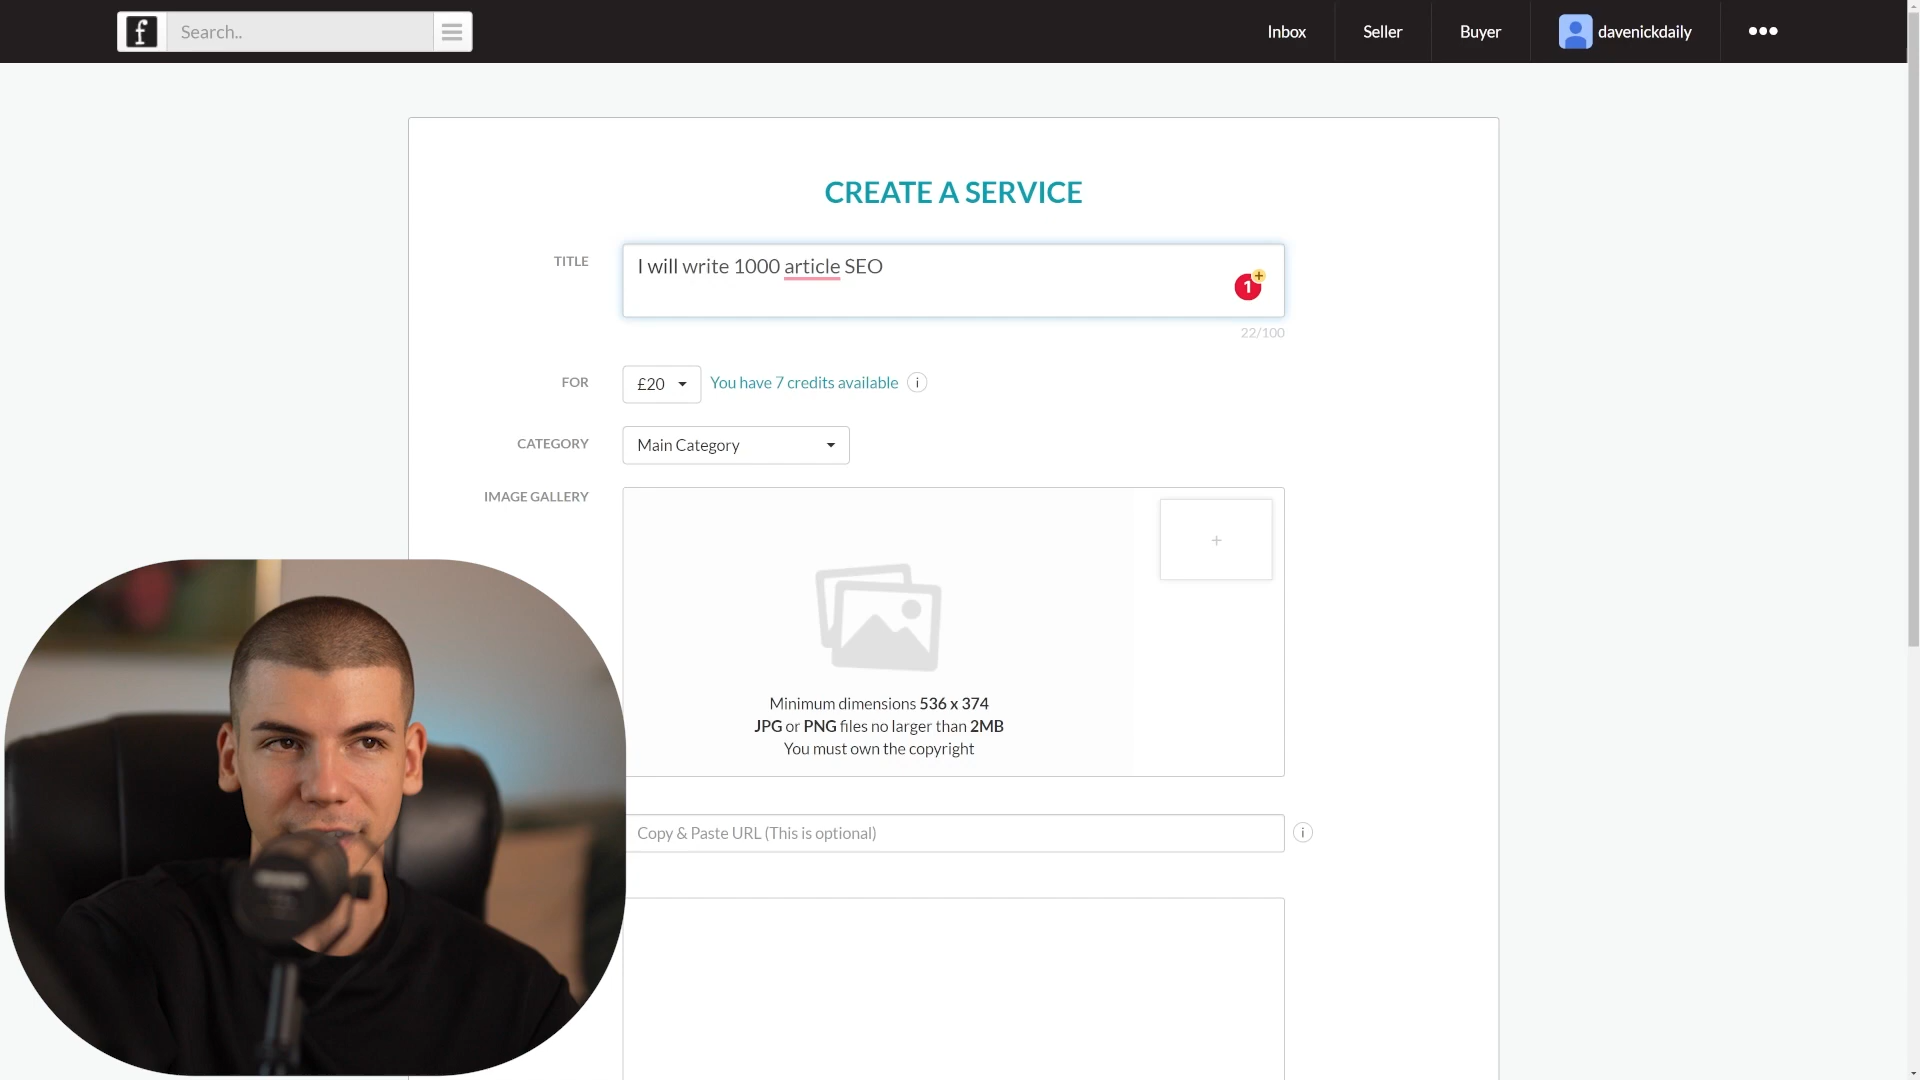 f
Search..
Inbox
Seller
Buyer
davenickdaily
CREATE A SERVICE
TITLE
I will write 1000 article SEO
1
+
22/100
FOR
£20
You have 7 credits available
i
CATEGORY
Main Category
IMAGE GALLERY
+
Minimum dimensions 536 x 374
JPG or PNG files no larger than 2MB
You must own the copyright
Copy & Paste URL (This is optional)
i